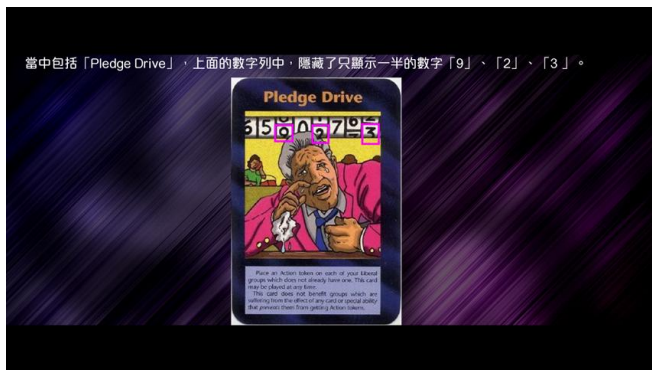 當中包括「Pledge Drive」，上面的數字列中，隱藏了只顯示一半的數字「9」、「2」、「3 」。
Pledge Drive
Place an Action token on each of your Liberal
groups which does not already have one. This card
may be played at any time.
This card does not benefit groups which are
suffering from the effect of any card or special ability
that prevents them from getting Action tokens.